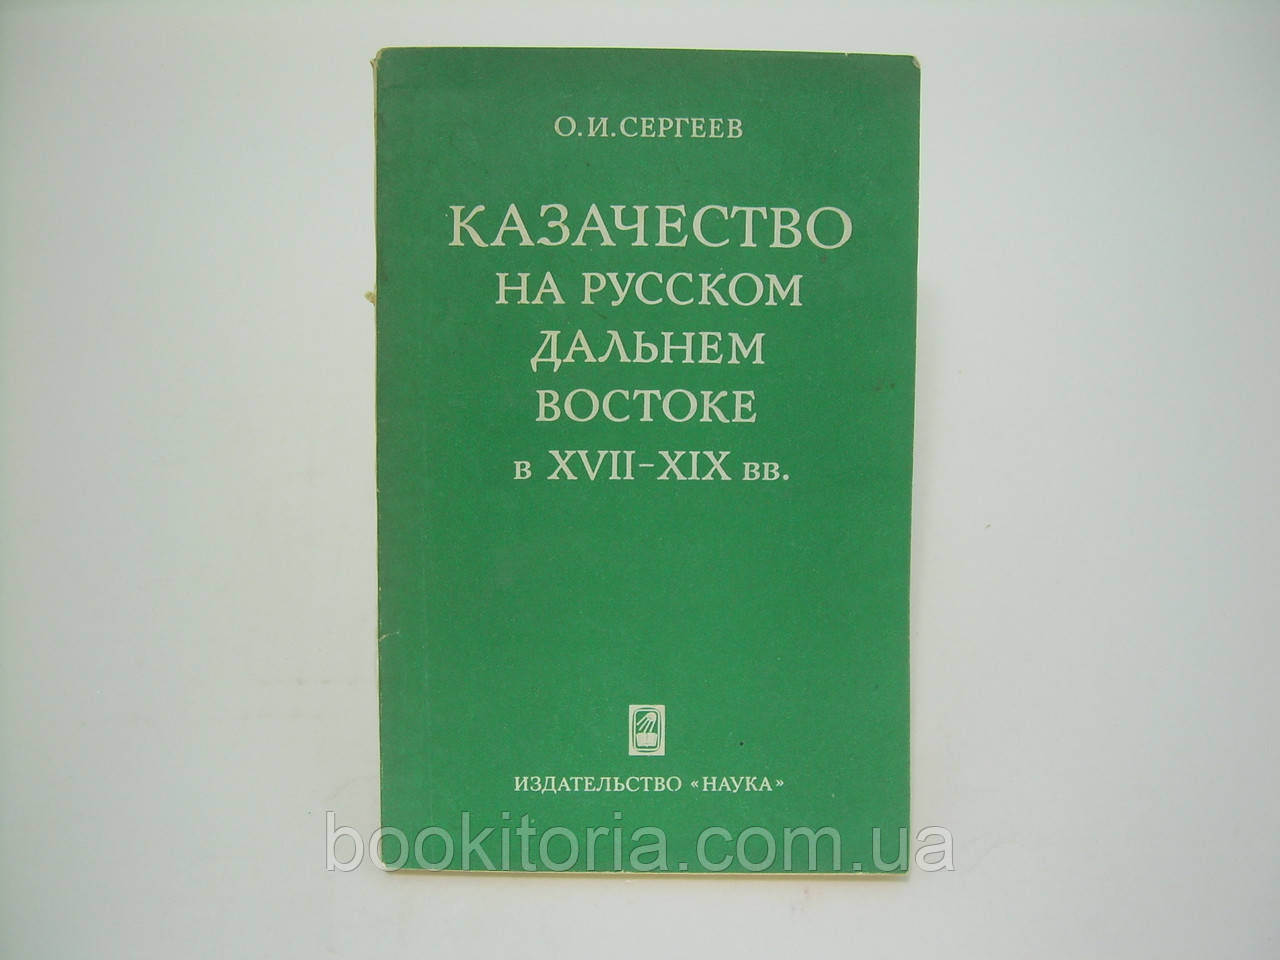 О. И. СЕРГЕЕВ
КАЗАЧЕСТВО
НА РУССКОМ
ДАЛЬНЕМ
ВОСТОКЕ
в XVII–XIX вв.
ИЗДАТЕЛЬСТВО «НАУКА»
bookitoria.com.ua